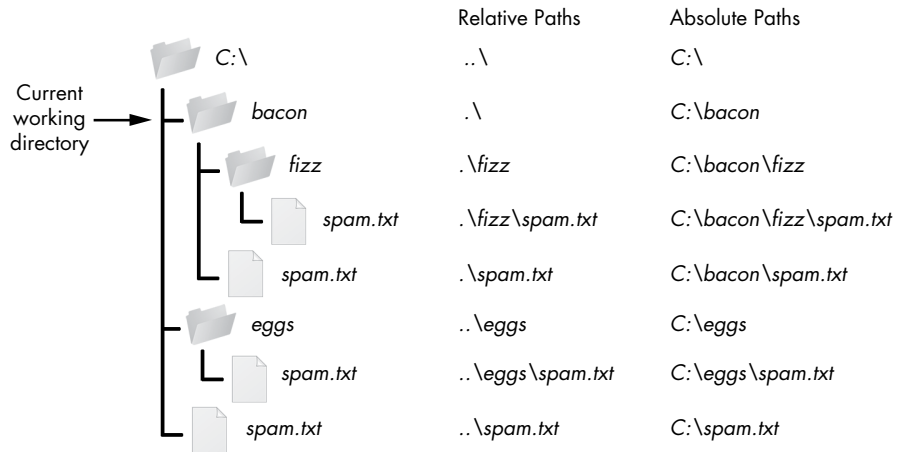 Relative Paths Absolute Paths
C:\ ..\ C:\
Current
working
directory
bacon .\ C:\bacon
fizz .\fizz C:\bacon\fizz
spam.txt .\fizz\spam.txt C:\bacon\fizz\spam.txt
spam.txt .\spam.txt C:\bacon\spam.txt
eggs ..\eggs C:\eggs
spam.txt ..\eggs\spam.txt C:\eggs\spam.txt
spam.txt ..\spam.txt C:\spam.txt